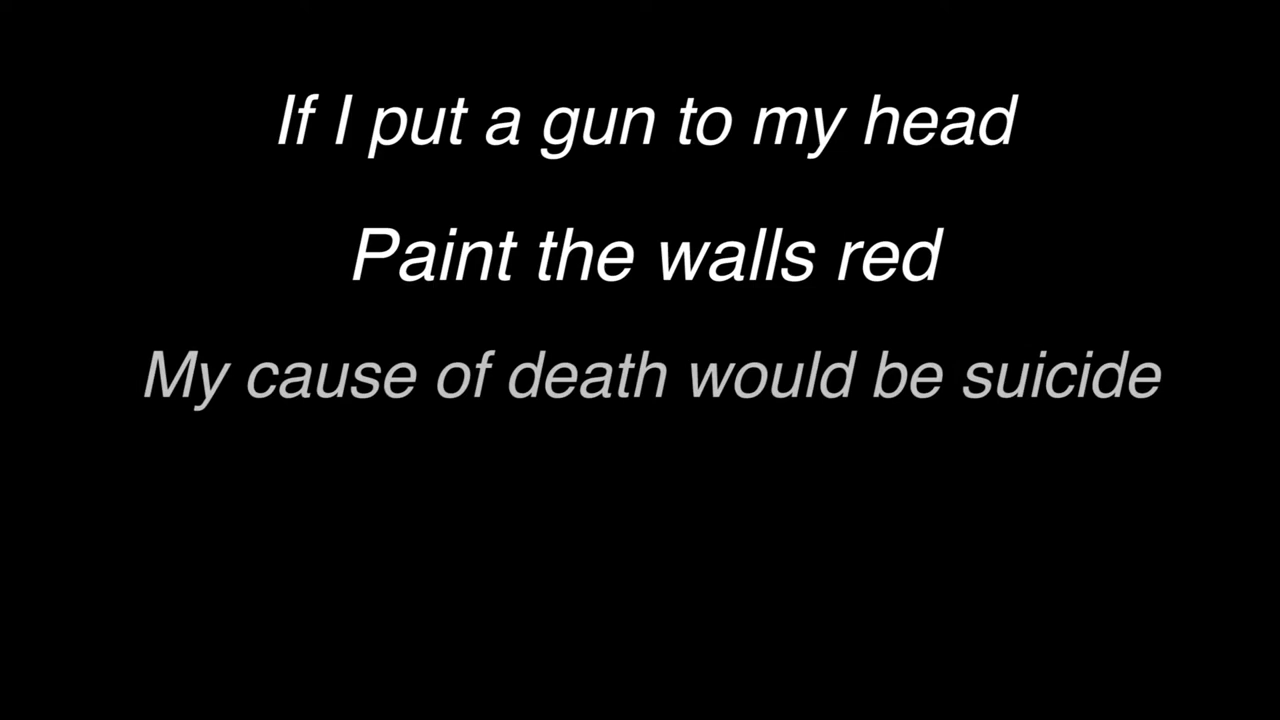 If I put a gun to my head
Paint the walls red
My cause of death would be suicide